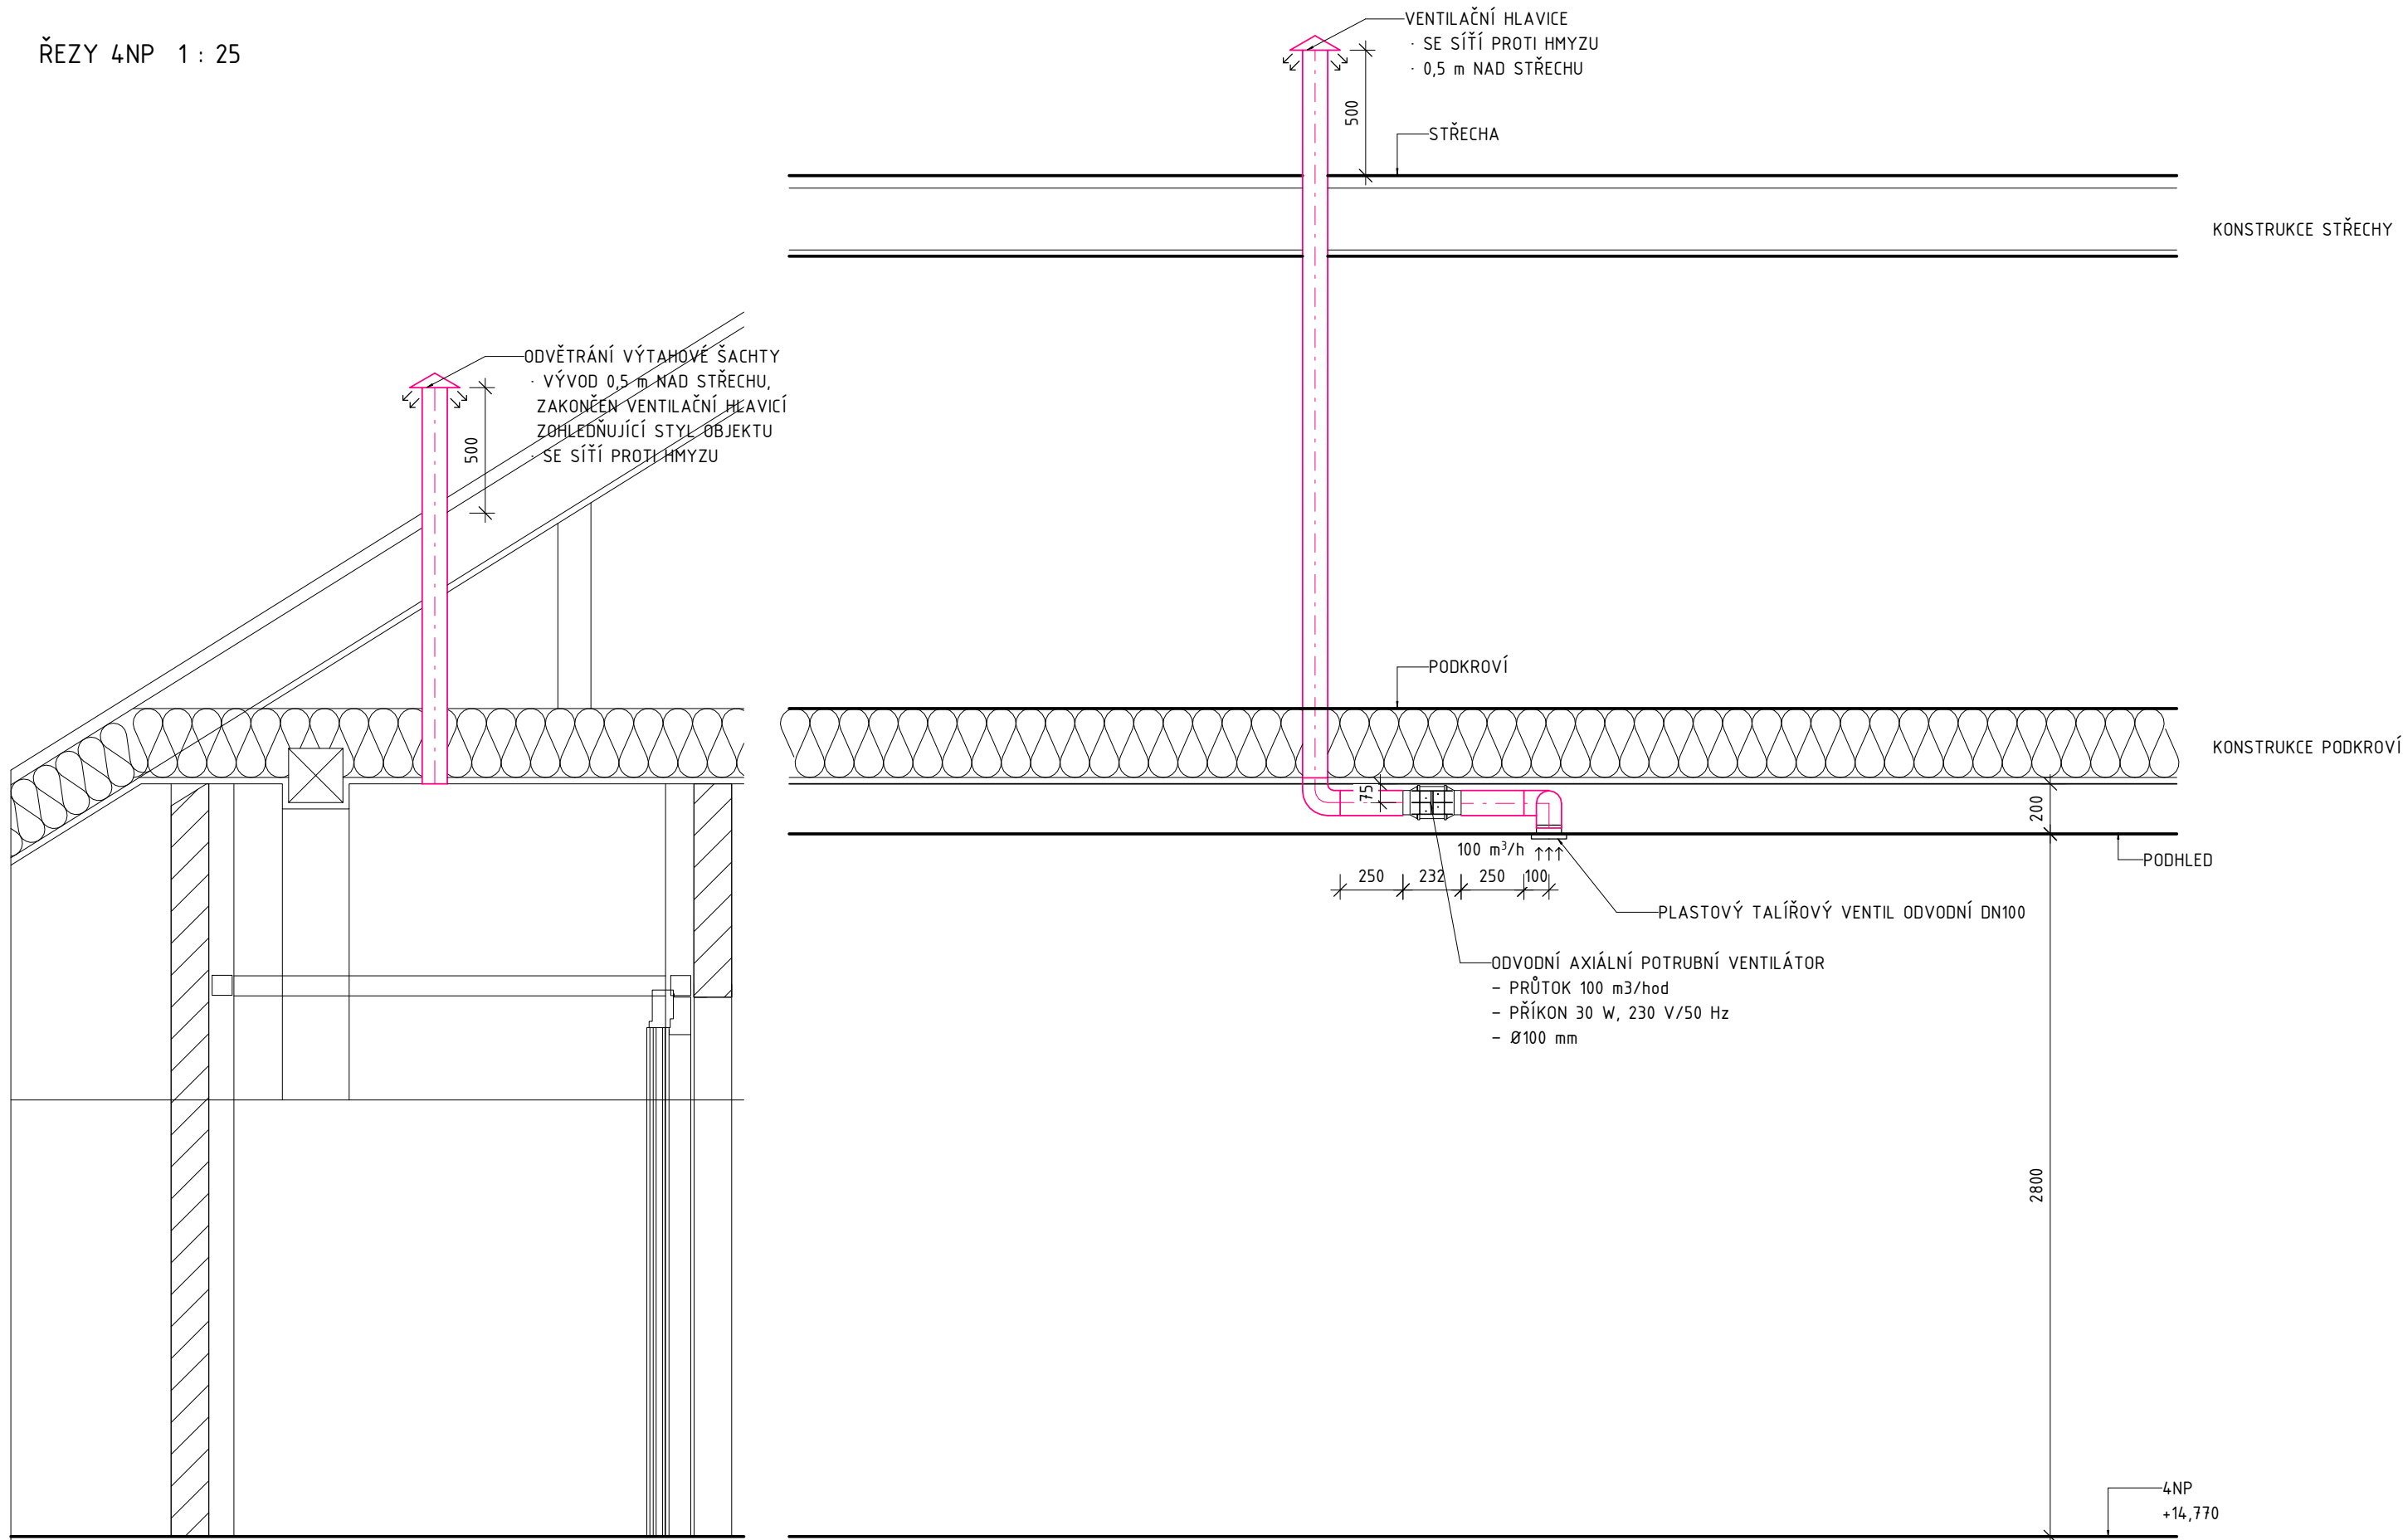 ŘEZY 4NP 1 : 25
VENTILAČNÍ HLAVICE
· SE SÍŤÍ PROTI HMYZU
· 0,5 m NAD STŘECHU
500
STŘECHA
KONSTRUKCE STŘECHY
ODVĚTRÁNÍ VÝTAHOVÉ ŠACHTY
· VÝVOD 0,5 m NAD STŘECHU,
ZAKONČEN VENTILAČNÍ HLAVICÍ
ZOHLEDŇUJÍCÍ STYL OBJEKTU
· SE SÍŤÍ PROTI HMYZU
500
PODKROVÍ
KONSTRUKCE PODKROVÍ
75
200
100 m³/h
PODHLED
250 232 250 100
PLASTOVÝ TALÍŘOVÝ VENTIL ODVODNÍ DN100
ODVODNÍ AXIÁLNÍ POTRUBNÍ VENTILÁTOR
– PRŮTOK 100 m3/hod
– PŘÍKON 30 W, 230 V/50 Hz
– Ø100 mm
2800
4NP
+14,770